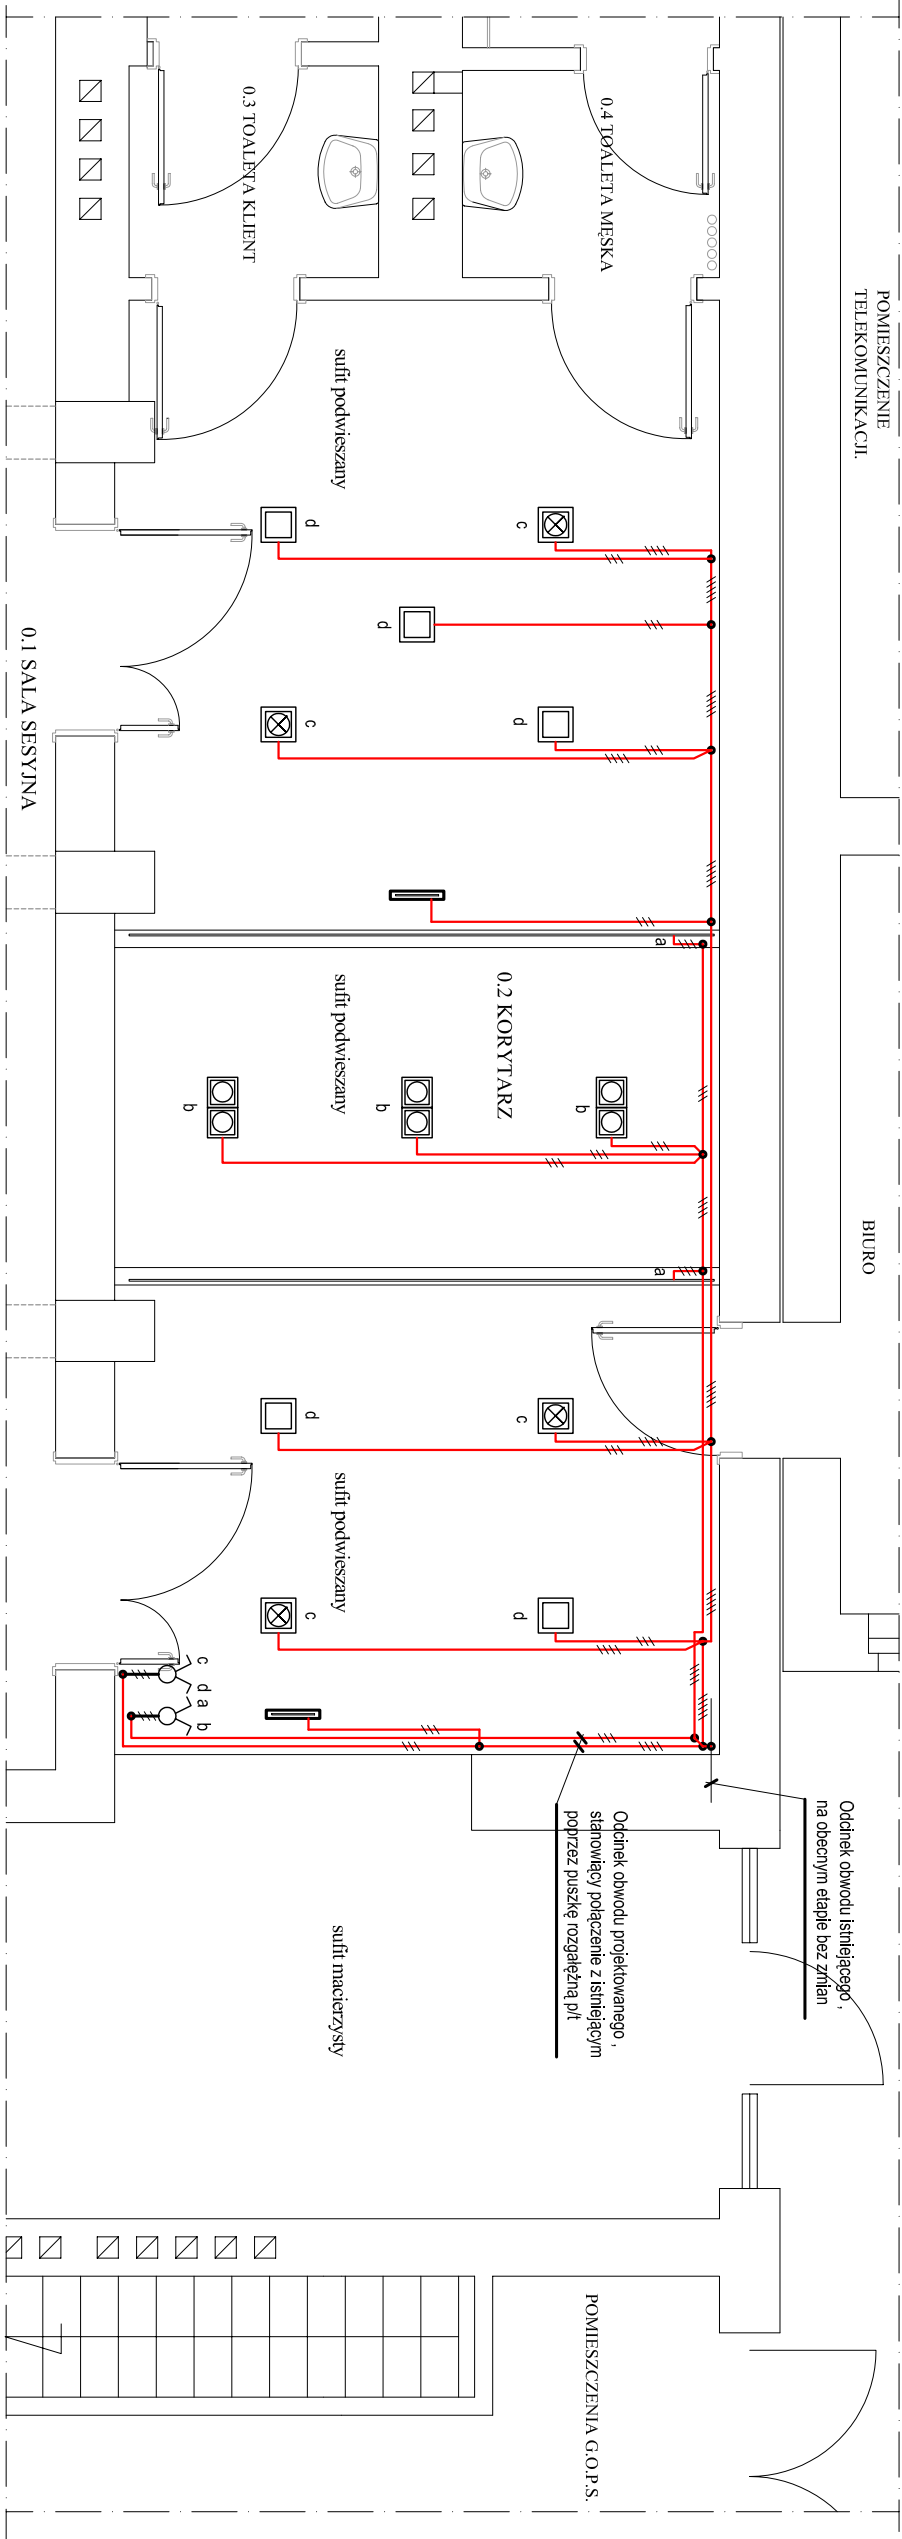 POMIESZCZENIE
TELEKOMUNIKACJI.
BIURO
0.4 TOALETA MĘSKA
0.3 TOALETA KLIENT
sufit podwieszany
d
c
d
c
d
0.1 SALA SESYJNA
a
0.2 KORYTARZ
sufit podwieszany
b
b
b
a
d
c
sufit podwieszany
c
d
c
d
a
b
Odcinek obwodu istniejącego ,
na obecnym etapie bez zmian
Odcinek obwodu projektowanego ,
stanowiący połączenie z istniejącym
poprzez puszkę rozgałęźną p/t
sufit macierzysty
POMIESZCZENIA G.O.P.S.